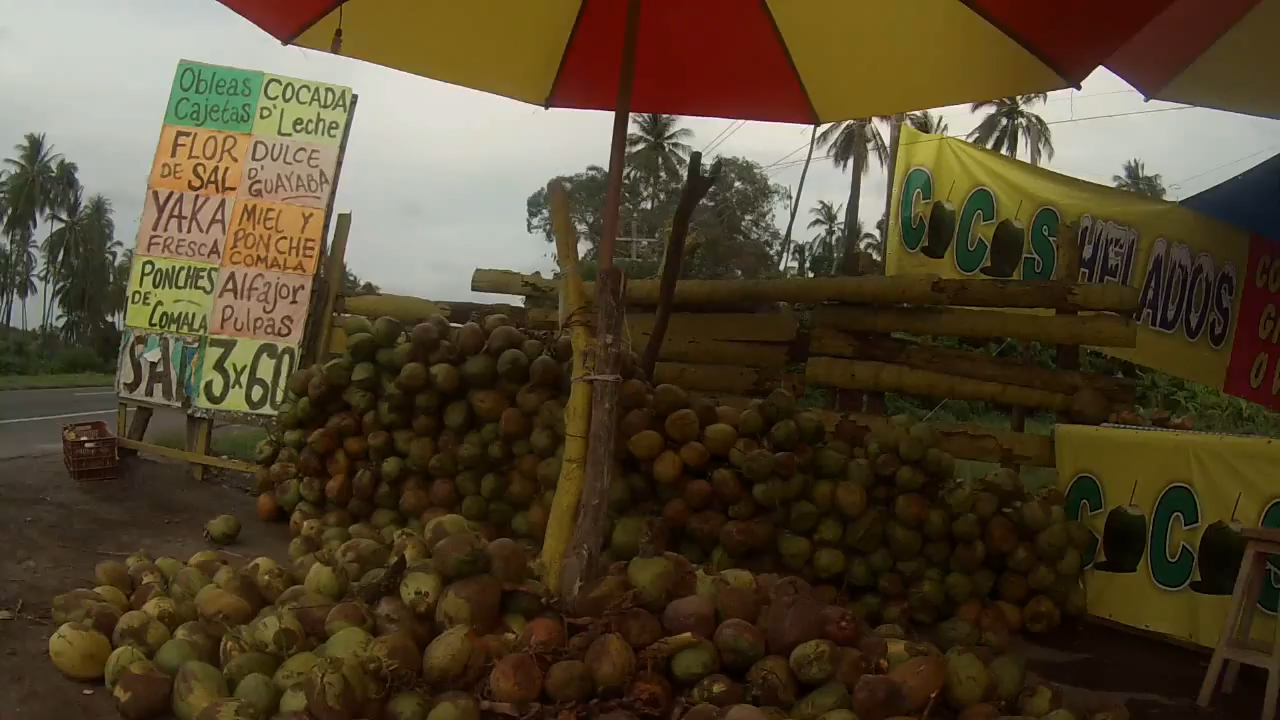 Obleas
Cajetas
COCADA
D' Leche
FLOR
DE SAL
DULCE
D' GUAYABA
YAKA
FRESCA
MIEL Y
PONCHE
COMALA
PONCHES
DE
COMALA
Alfajor
Pulpas
SAL
3x60
COCOS HELADOS
COCO